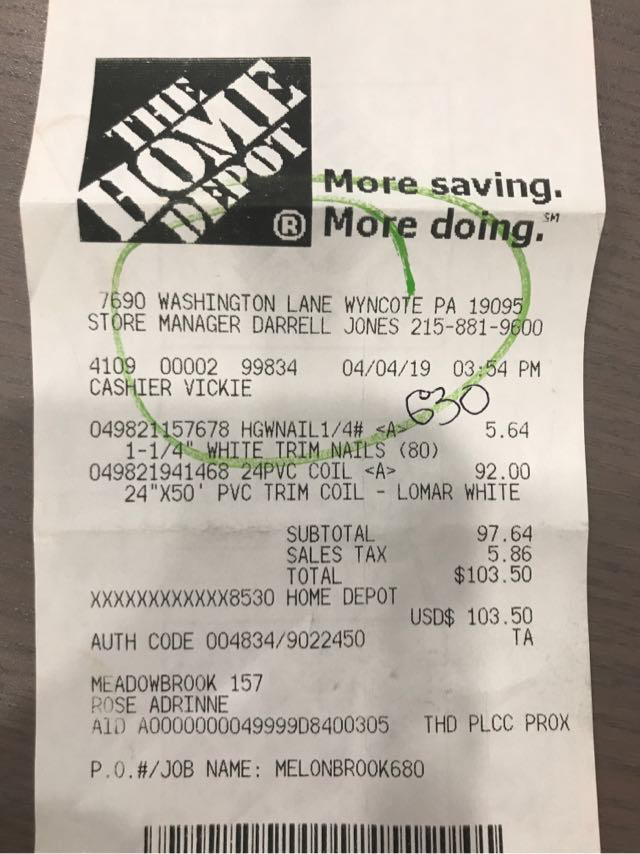 THE
HOME
DEPOT
®
More saving.
More doing.℠
7690 WASHINGTON LANE WYNCOTE PA 19095
STORE MANAGER DARRELL JONES 215-881-9600
4109 00002 99834 04/04/19 03:54 PM
CASHIER VICKIE
630
049821157678 HGWNAIL1/4# <A> 5.64
1-1/4" WHITE TRIM NAILS (80)
049821941468 24PVC COIL <A> 92.00
24"X50' PVC TRIM COIL - LOMAR WHITE
SUBTOTAL 97.64
SALES TAX 5.86
TOTAL $103.50
XXXXXXXXXXXX8530 HOME DEPOT
USD$ 103.50
AUTH CODE 004834/9022450 TA
MEADOWBROOK 157
ROSE ADRINNE
AID A0000000049999D8400305 THD PLCC PROX
P.O.#/JOB NAME: MELONBROOK680